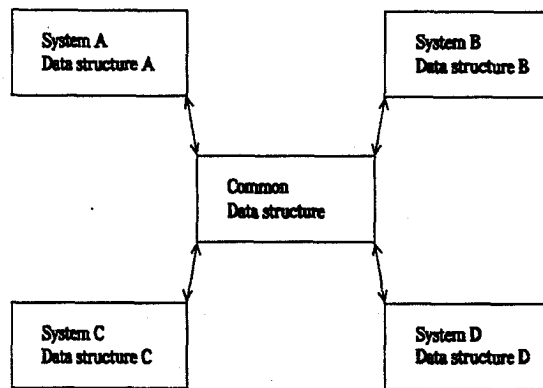 System A
Data structure A
System B
Data structure B
Common
Data structure
System C
Data structure C
System D
Data structure D